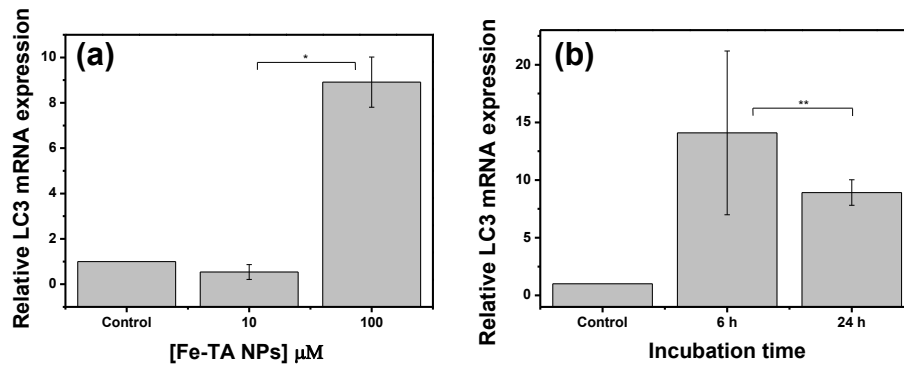 (a)
*
Relative LC3 mRNA expression
10
8
6
4
2
0
Control 10 100
[Fe-TA NPs] μM
(b)
**
Relative LC3 mRNA expression
20
15
10
5
0
Control 6 h 24 h
Incubation time